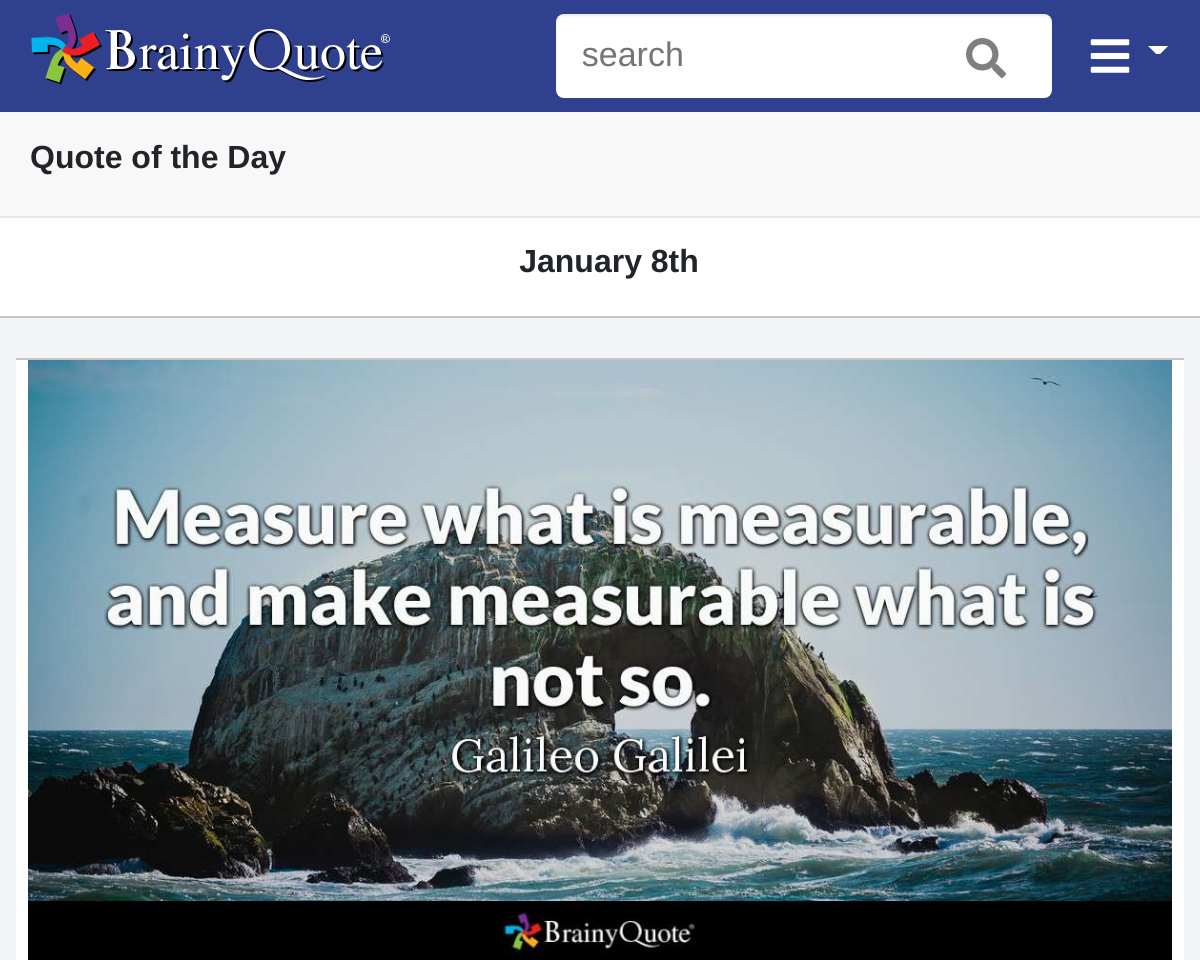 BrainyQuote®
search
Quote of the Day
January 8th
Measure what is measurable,
and make measurable what is
not so.
Galileo Galilei
BrainyQuote®